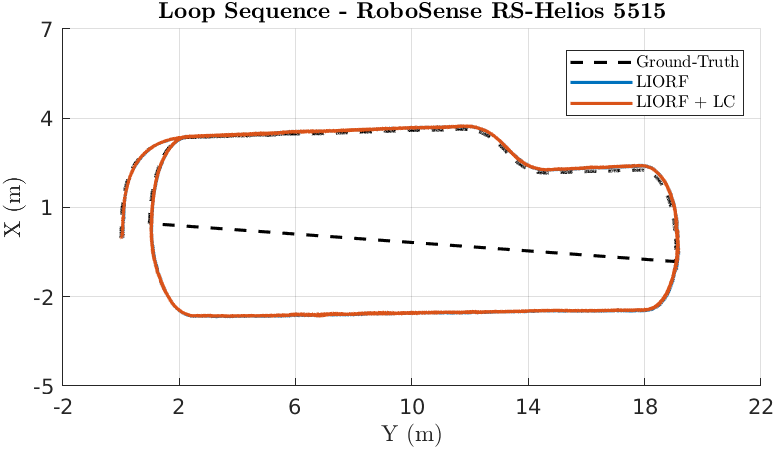 Loop Sequence - RoboSense RS-Helios 5515
7
Ground-Truth
LIORF
LIORF + LC
4
X (m)
1
-2
-5
-2 2 6 10 14 18 22
Y (m)